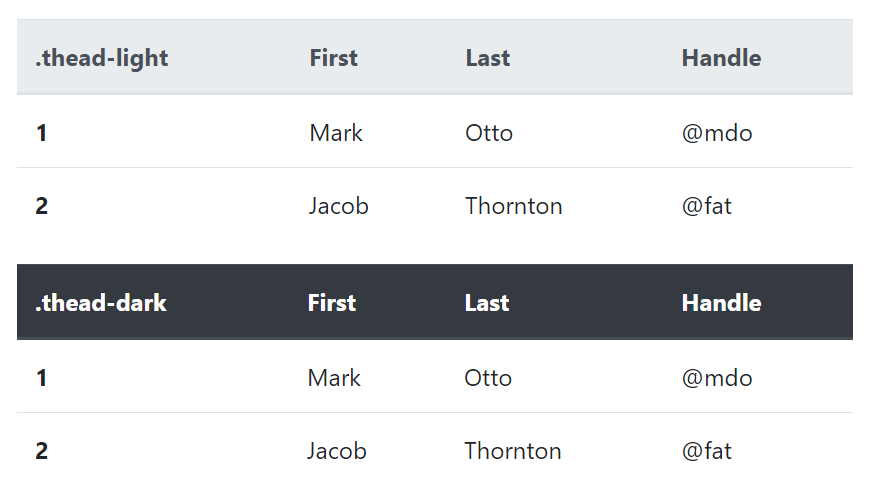 .thead-light First Last Handle
1 Mark Otto @mdo
2 Jacob Thornton @fat
.thead-dark First Last Handle
1 Mark Otto @mdo
2 Jacob Thornton @fat